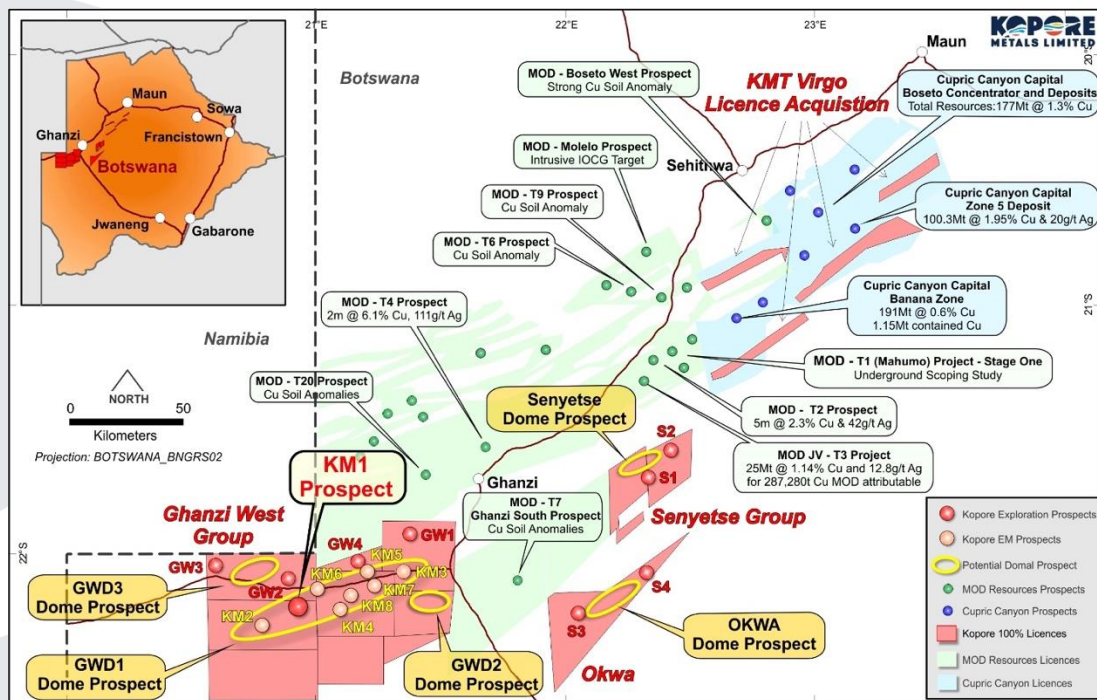 KOPORE
METALS LIMITED
21°E
22°E
23°E
20°S
21°S
22°S
Botswana
Namibia
Maun
Sowa
Ghanzi
Francistown
Botswana
Jwaneng
Gabarone
Maun
Sehithwa
Ghanzi
KMT Virgo
Licence Acquistion
MOD - Boseto West Prospect
Strong Cu Soil Anomaly
Cupric Canyon Capital
Boseto Concentrator and Deposits
Total Resources:177Mt @ 1.3% Cu
MOD - Molelo Prospect
Intrusive IOCG Target
MOD - T9 Prospect
Cu Soil Anomaly
Cupric Canyon Capital
Zone 5 Deposit
100.3Mt @ 1.95% Cu & 20g/t Ag
MOD - T6 Prospect
Cu Soil Anomaly
MOD - T4 Prospect
2m @ 6.1% Cu, 111g/t Ag
Cupric Canyon Capital
Banana Zone
191Mt @ 0.6% Cu
1.15Mt contained Cu
MOD - T20 Prospect
Cu Soil Anomalies
MOD - T1 (Mahumo) Project - Stage One
Underground Scoping Study
MOD - T2 Prospect
5m @ 2.3% Cu & 42g/t Ag
MOD JV - T3 Project
25Mt @ 1.14% Cu and 12.8g/t Ag
for 287,280t Cu MOD attributable
MOD - T7
Ghanzi South Prospect
Cu Soil Anomalies
NORTH
0
50
Kilometers
Projection: BOTSWANA_BNGRS02
KM1
Prospect
Senyetse
Dome Prospect
Ghanzi West
Group
Senyetse Group
Okwa
GWD3
Dome Prospect
GWD1
Dome Prospect
GWD2
Dome Prospect
OKWA
Dome Prospect
GW3
GW2
GW4
GW1
KM5
KM6
KM3
KM7
KM8
KM2
KM4
S2
S1
S4
S3
Kopore Exploration Prospects
Kopore EM Prospects
Potential Domal Prospect
MOD Resources Prospects
Cupric Canyon Prospects
Kopore 100% Licences
MOD Resources Licences
Cupric Canyon Licences